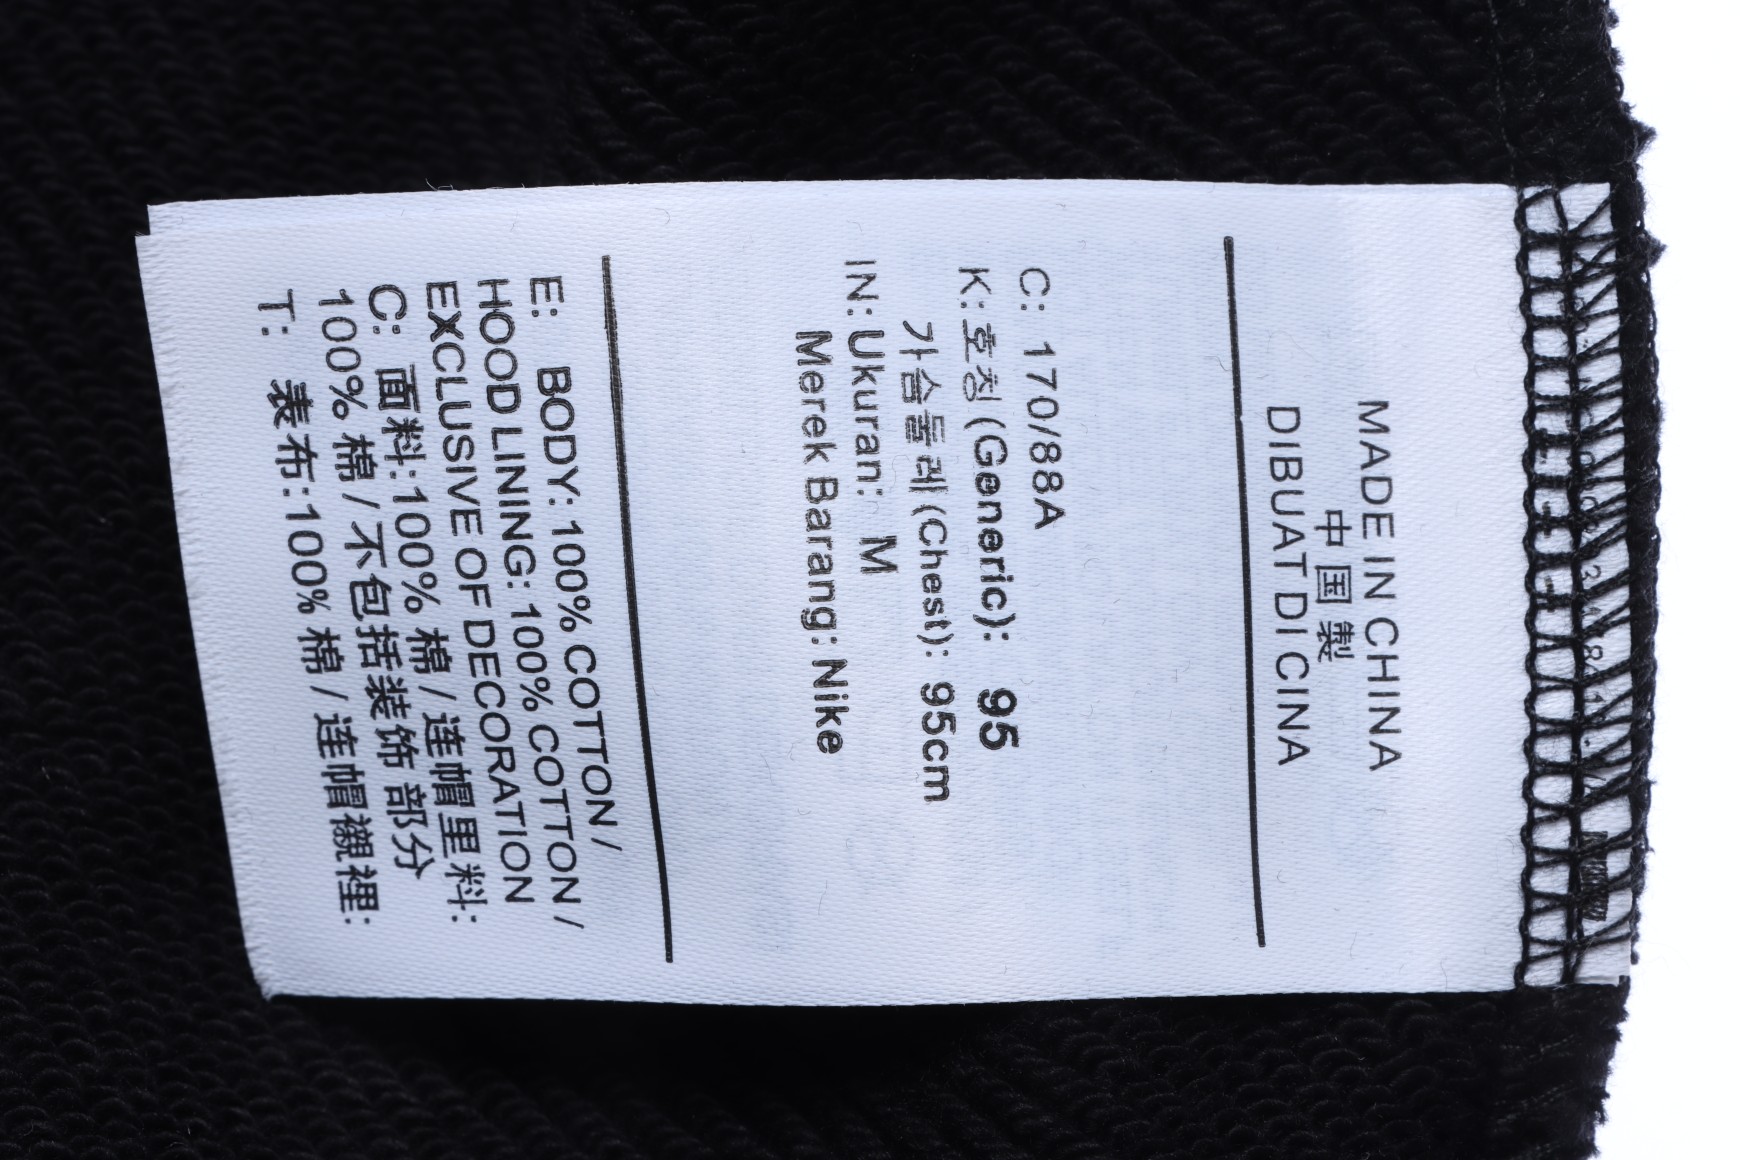 MADE IN CHINA
中国製
DIBUAT DI CINA
C: 170/88A
K: 호칭 (Generic): 95
가슴둘레 (Chest): 95cm
IN: Ukuran: M
Merek Barang: Nike
E: BODY: 100% COTTON /
HOOD LINING: 100% COTTON /
EXCLUSIVE OF DECORATION
C: 面料:100% 棉 / 连帽里料:
100% 棉 / 不包括装饰部分
T: 表布:100% 棉 / 连帽襯裡: